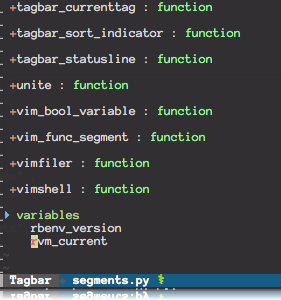 +tagbar_currenttag : function
+tagbar_sort_indicator : function
+tagbar_statusline : function
+unite : function
+vim_bool_variable : function
+vim_func_segment : function
+vimfiler : function
+vimshell : function
variables
rbenv_version
rvm_current
Tagbar segments.py